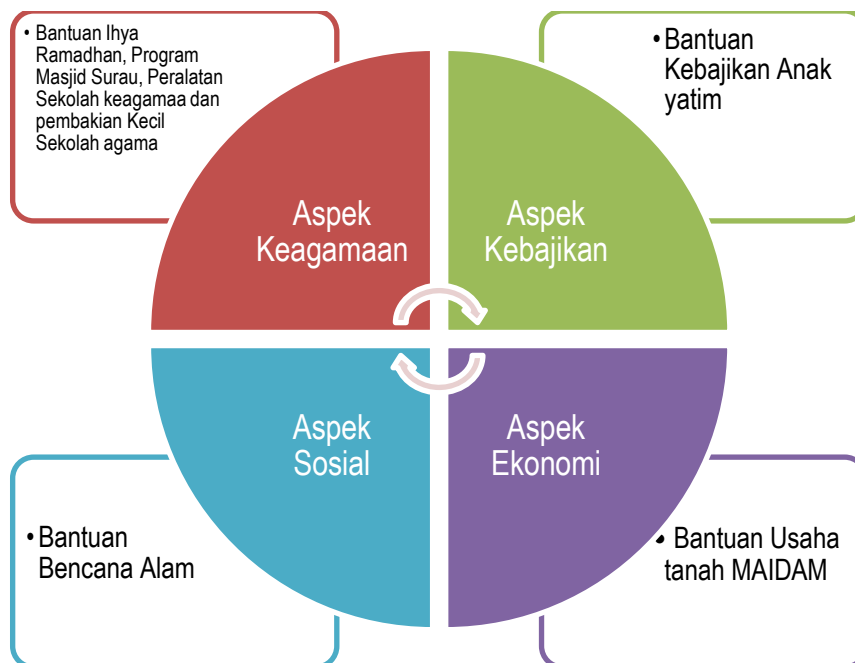 • Bantuan Ihya
Ramadhan, Program
Masjid Surau, Peralatan
Sekolah keagamaa dan
pembakian Kecil
Sekolah agama
• Bantuan
Kebajikan Anak
yatim
Aspek
Keagamaan
Aspek
Kebajikan
Aspek
Sosial
Aspek
Ekonomi
• Bantuan
Bencana Alam
• Bantuan Usaha
tanah MAIDAM